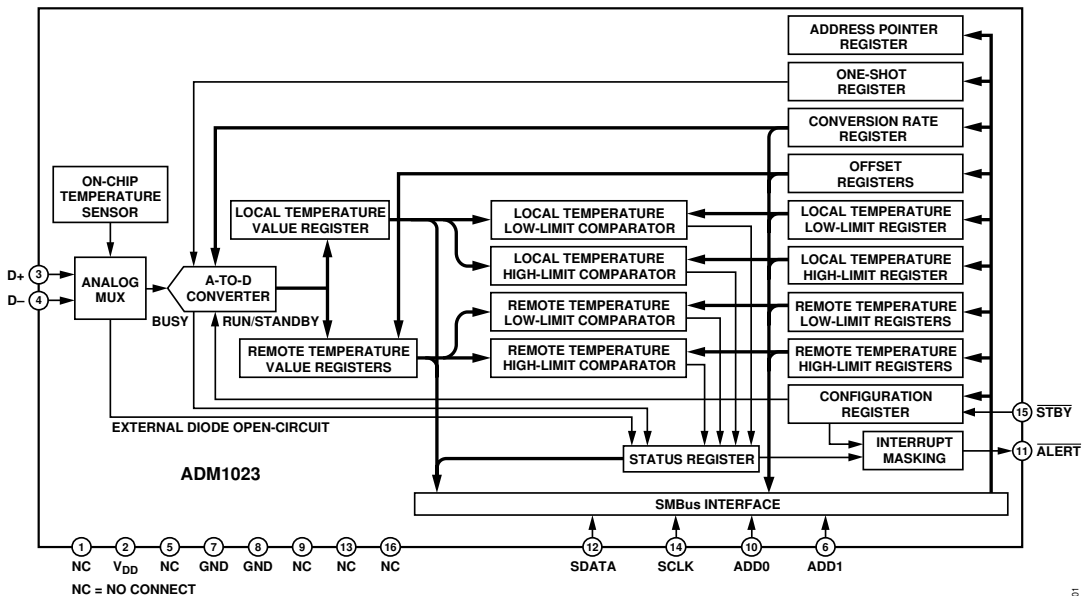 ADDRESS POINTER
REGISTER
ONE-SHOT
REGISTER
CONVERSION RATE
REGISTER
OFFSET
REGISTERS
ON-CHIP
TEMPERATURE
SENSOR
LOCAL TEMPERATURE
VALUE REGISTER
LOCAL TEMPERATURE
LOW-LIMIT COMPARATOR
LOCAL TEMPERATURE
LOW-LIMIT REGISTER
LOCAL TEMPERATURE
HIGH-LIMIT COMPARATOR
LOCAL TEMPERATURE
HIGH-LIMIT REGISTER
D+ 3
D– 4
ANALOG
MUX
A-TO-D
CONVERTER
BUSY
RUN/STANDBY
REMOTE TEMPERATURE
LOW-LIMIT COMPARATOR
REMOTE TEMPERATURE
LOW-LIMIT REGISTERS
REMOTE TEMPERATURE
VALUE REGISTERS
REMOTE TEMPERATURE
HIGH-LIMIT COMPARATOR
REMOTE TEMPERATURE
HIGH-LIMIT REGISTERS
CONFIGURATION
REGISTER
15 STBY
EXTERNAL DIODE OPEN-CIRCUIT
STATUS REGISTER
INTERRUPT
MASKING
11 ALERT
ADM1023
SMBus INTERFACE
1 2 5 7 8 9 13 16 12 14 10 6
NC VDD NC GND GND NC NC NC SDATA SCLK ADD0 ADD1
NC = NO CONNECT